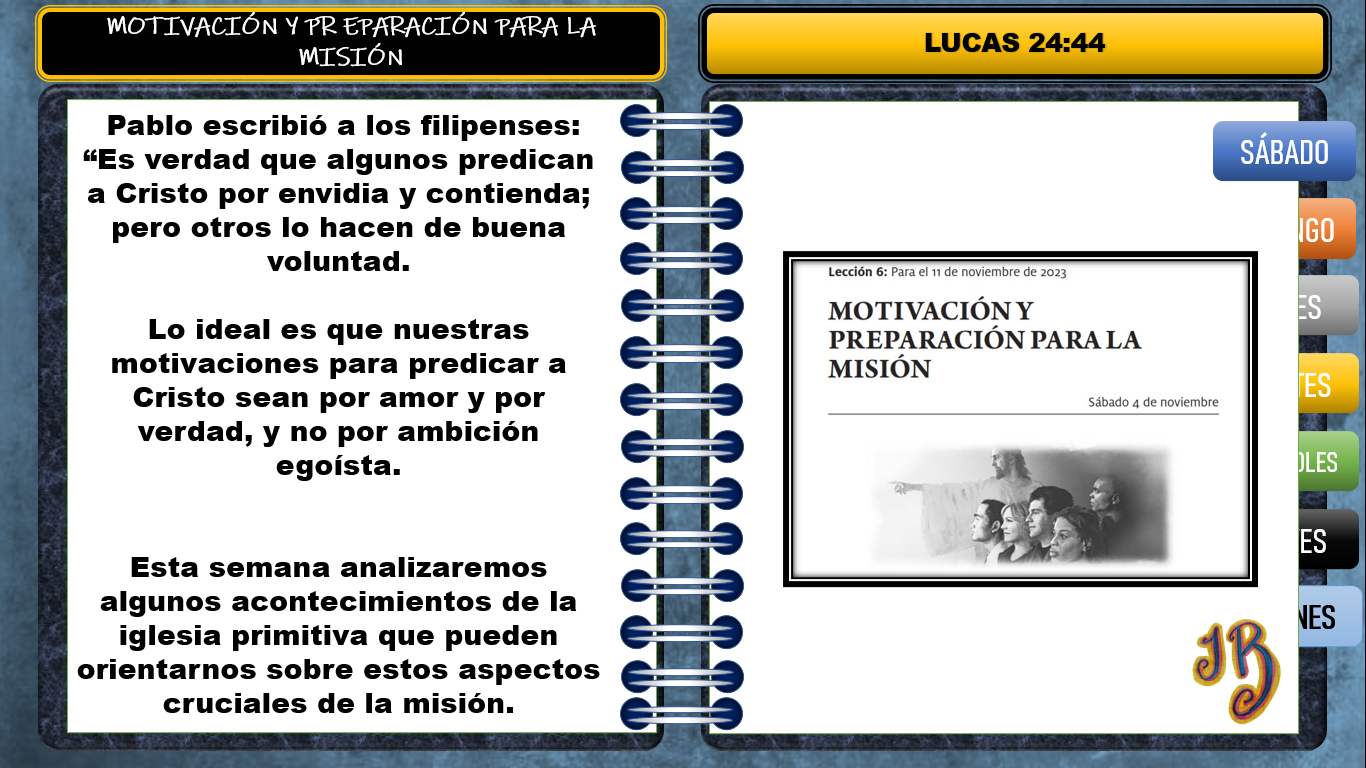 MOTIVACIÓN Y PR EPARACIÓN PARA LA
MISIÓN
LUCAS 24:44
Pablo escribió a los filipenses:
“Es verdad que algunos predican
a Cristo por envidia y contienda;
pero otros lo hacen de buena
voluntad.
Lo ideal es que nuestras
motivaciones para predicar a
Cristo sean por amor y por
verdad, y no por ambición
egoísta.
Esta semana analizaremos
algunos acontecimientos de la
iglesia primitiva que pueden
orientarnos sobre estos aspectos
cruciales de la misión.
Lección 6: Para el 11 de noviembre de 2023
MOTIVACIÓN Y
PREPARACIÓN PARA LA
MISIÓN
Sábado 4 de noviembre
SÁBADO
NGO
ES
TES
OLES
ES
NES
JB